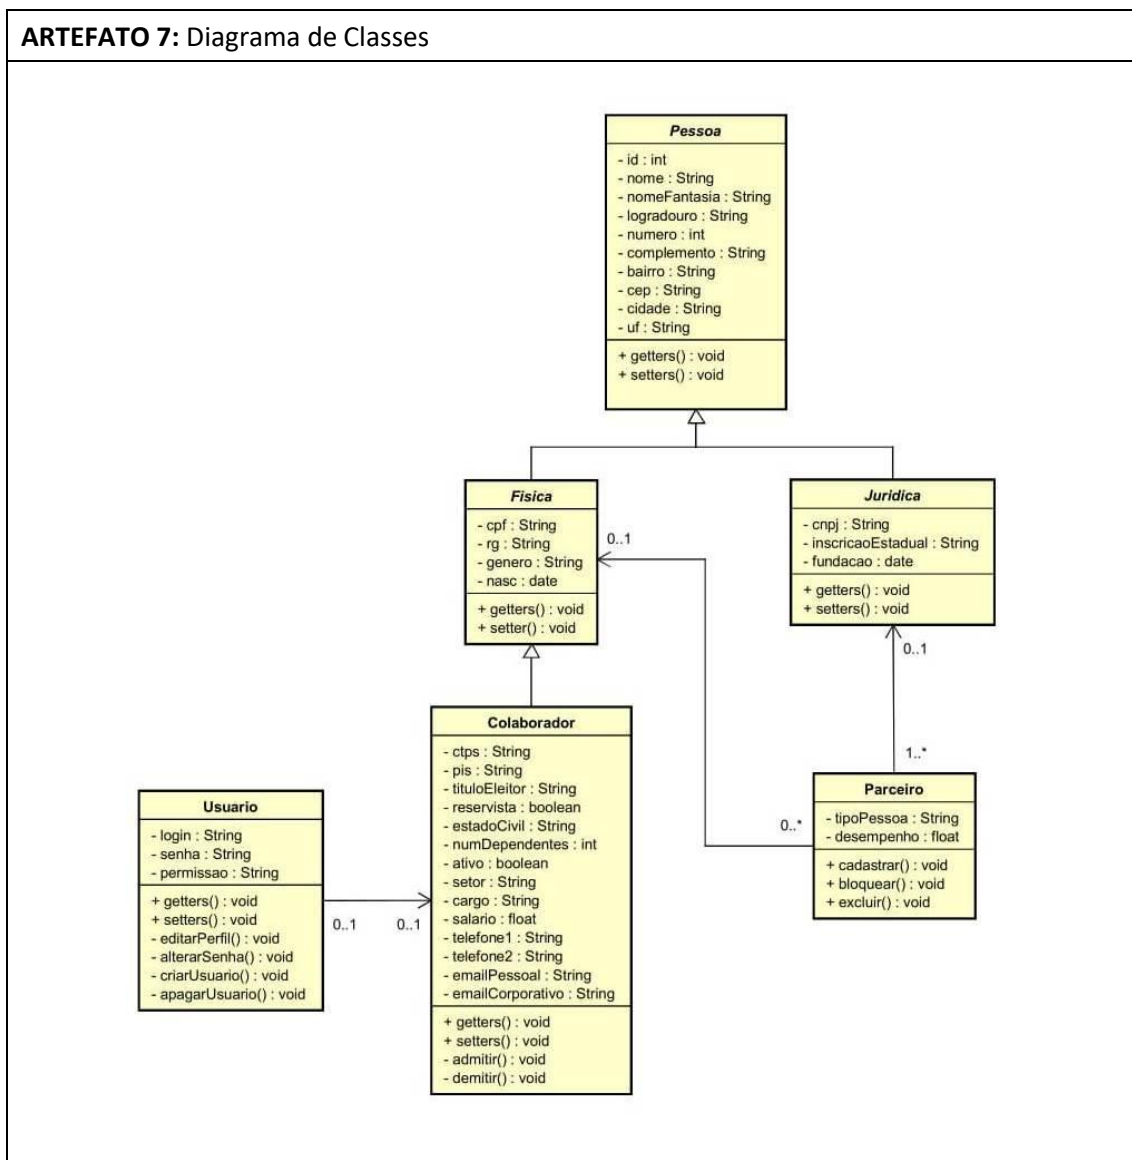 ARTEFATO 7: Diagrama de Classes
Pessoa
- id : int
- nome : String
- nomeFantasia : String
- logradouro : String
- numero : int
- complemento : String
- bairro : String
- cep : String
- cidade : String
- uf : String
+ getters() : void
+ setters() : void
Fisica
- cpf : String
- rg : String
- genero : String
- nasc : date
+ getters() : void
+ setter() : void
0..1
Juridica
- cnpj : String
- inscricaoEstadual : String
- fundacao : date
+ getters() : void
+ setters() : void
0..1
Colaborador
- ctps : String
- pis : String
- tituloEleitor : String
- reservista : boolean
- estadoCivil : String
- numDependentes : int
- ativo : boolean
- setor : String
- cargo : String
- salario : float
- telefone1 : String
- telefone2 : String
- emailPessoal : String
- emailCorporativo : String
+ getters() : void
+ setters() : void
- admitir() : void
- demitir() : void
1..*
0..*
Parceiro
- tipoPessoa : String
- desempenho : float
+ cadastrar() : void
+ bloquear() : void
+ excluir() : void
Usuario
- login : String
- senha : String
- permissao : String
+ getters() : void
+ setters() : void
- editarPerfil() : void
- alterarSenha() : void
- criarUsuario() : void
- apagarUsuario() : void
0..1
0..1